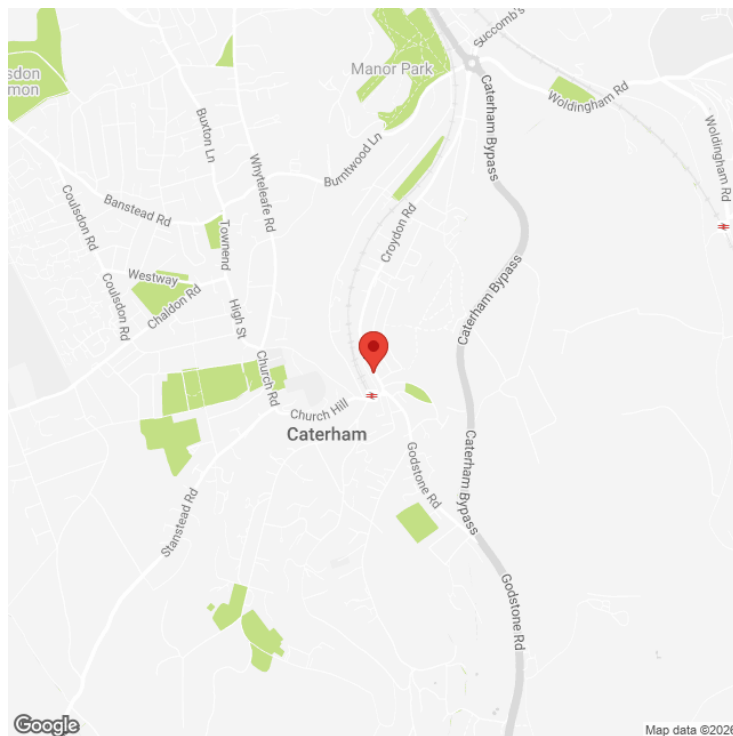 Succomb's
sdon
mon
Manor Park
Woldingham Rd
Caterham Bypass
Buxton Ln
Whyteleafe Rd
Burntwood Ln
Woldingham Rd
Banstead Rd
Coulsdon Rd
Townend
Croydon Rd
Westway
Coulsdon Rd
Chaldon Rd
High St
Caterham Bypass
Church Rd
Church Hill
Caterham
Godstone Rd
Caterham Bypass
Stanstead Rd
Godstone Rd
Google
Map data ©2026